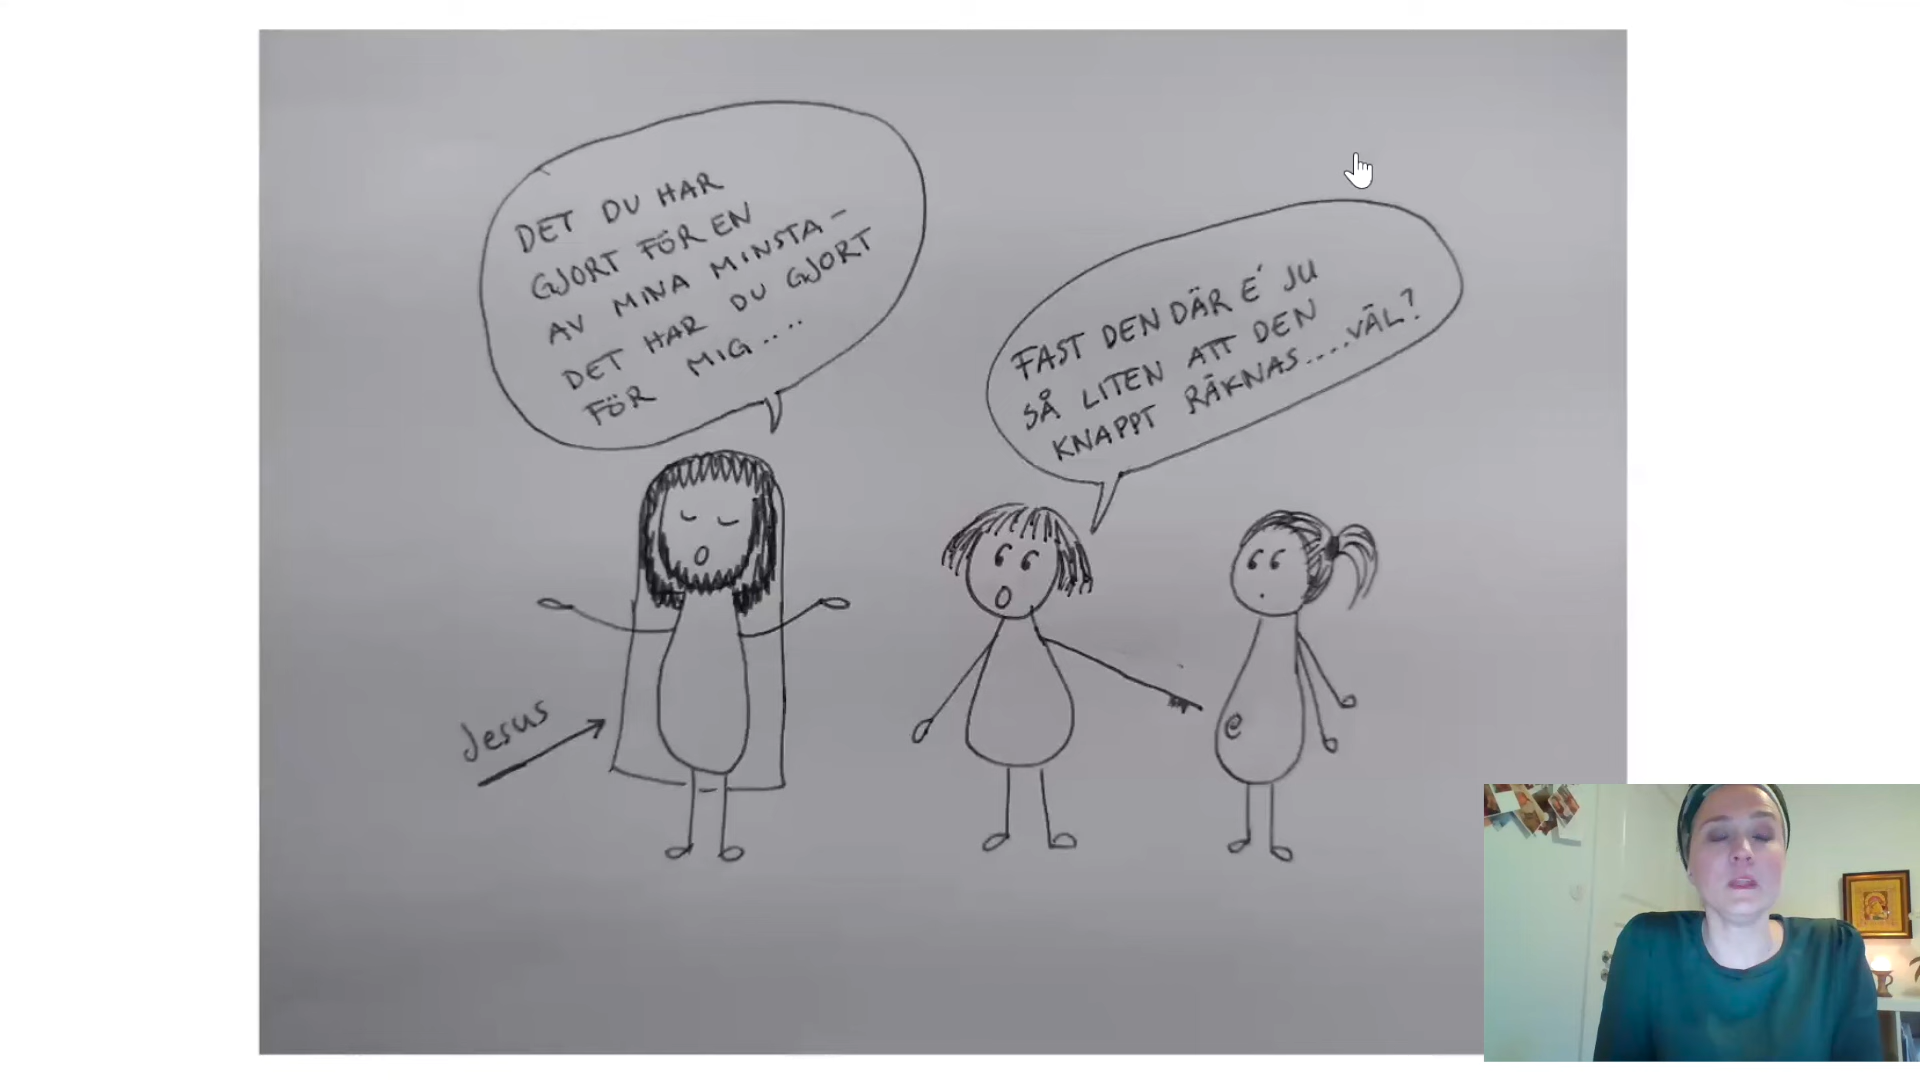 DET DU HAR
GJORT FÖR EN
AV MINA MINSTA-
DET HAR DU GJORT
FÖR MIG....
FAST DEN DÄR E´ JU
SÅ LITEN ATT DEN
KNAPPT RÄKNAS....VÄL?
Jesus